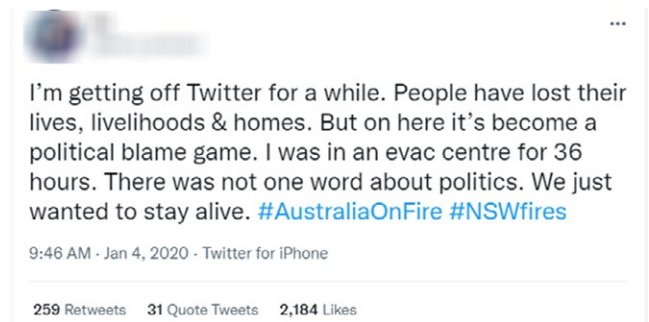 I’m getting off Twitter for a while. People have lost their
lives, livelihoods & homes. But on here it’s become a
political blame game. I was in an evac centre for 36
hours. There was not one word about politics. We just
wanted to stay alive. #AustraliaOnFire #NSWfires
9:46 AM · Jan 4, 2020 · Twitter for iPhone
259 Retweets 31 Quote Tweets 2,184 Likes